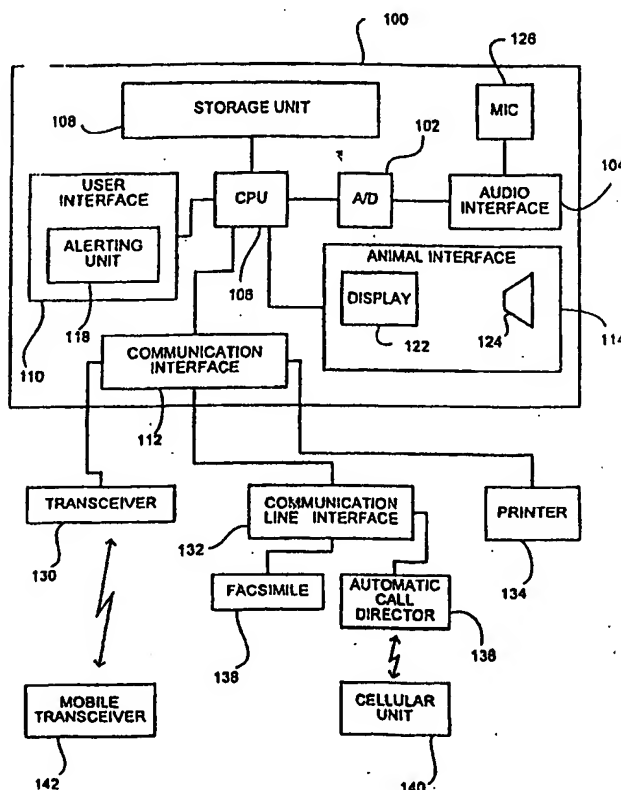 100
126
STORAGE UNIT
108
MIC
102
USER
INTERFACE
CPU
A/D
AUDIO
INTERFACE
104
ALERTING
UNIT
118
106
ANIMAL INTERFACE
DISPLAY
122
124
114
110
COMMUNICATION
INTERFACE
112
TRANSCEIVER
130
COMMUNICATION
LINE INTERFACE
132
PRINTER
134
FACSIMILE
138
AUTOMATIC
CALL
DIRECTOR
138
MOBILE
TRANSCEIVER
142
CELLULAR
UNIT
140